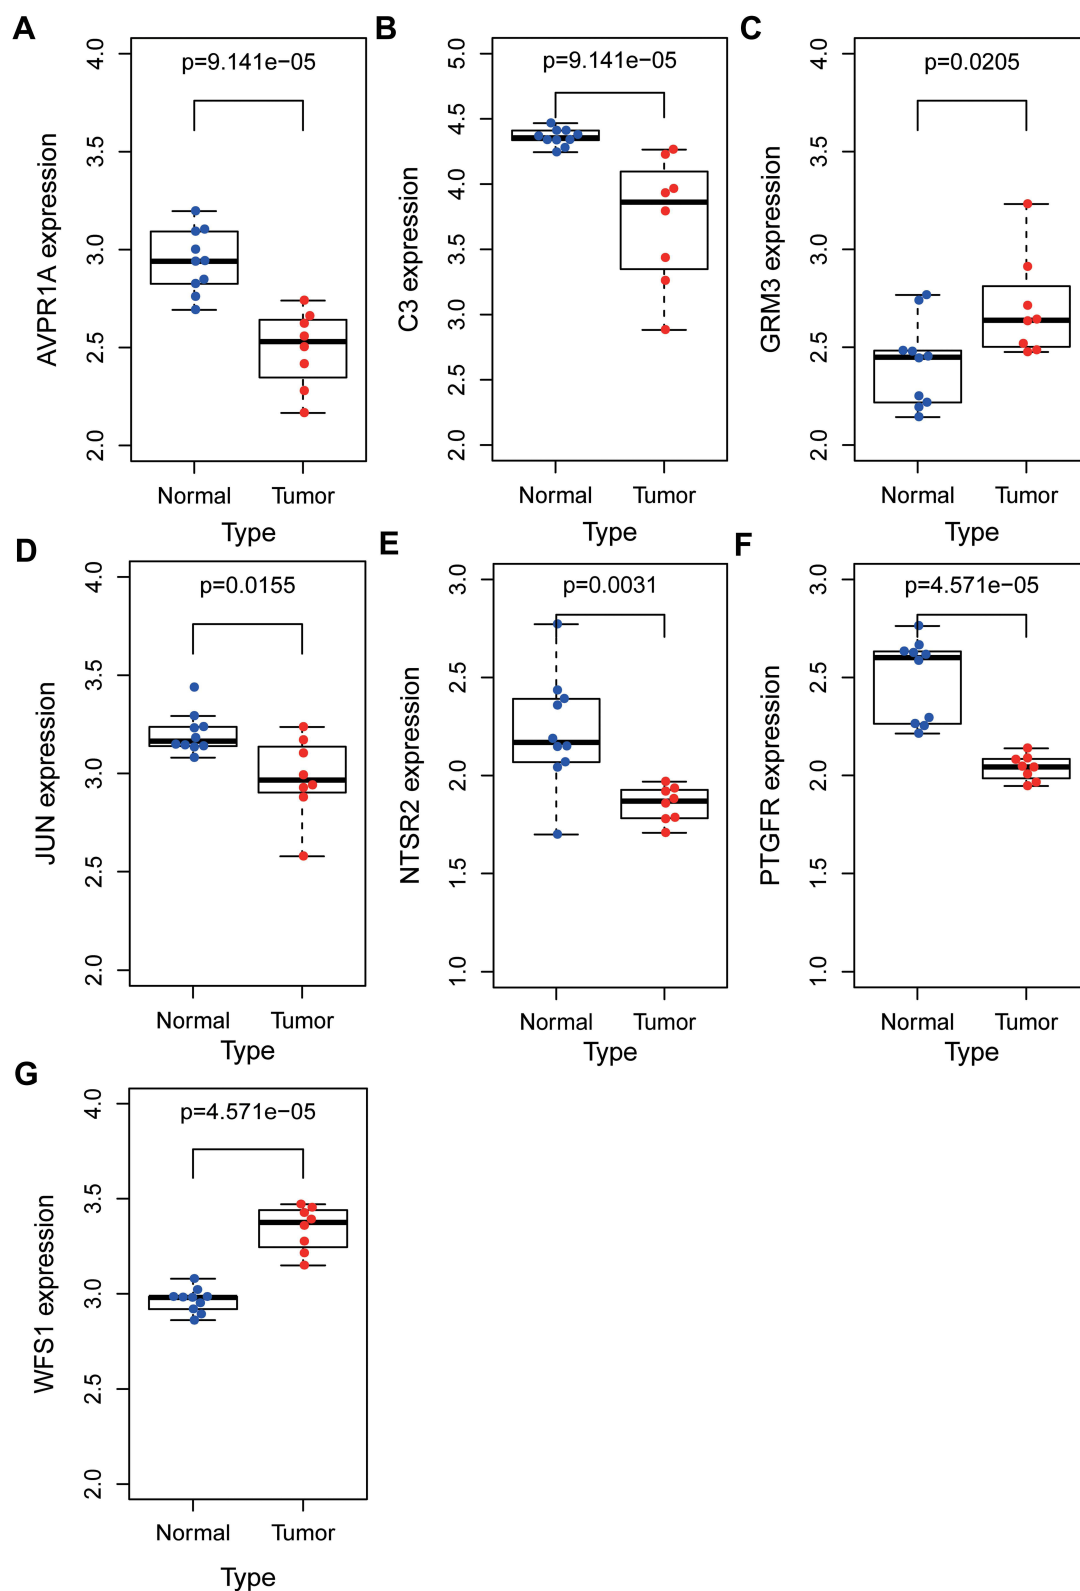 A
AVPR1A expression
4.0
3.5
3.0
2.5
2.0
p=9.141e−05
Normal Tumor
Type
B
C3 expression
5.0
4.5
4.0
3.5
3.0
2.5
2.0
p=9.141e−05
Normal Tumor
Type
C
GRM3 expression
4.0
3.5
3.0
2.5
2.0
p=0.0205
Normal Tumor
Type
D
JUN expression
4.0
3.5
3.0
2.5
2.0
p=0.0155
Normal Tumor
Type
E
NTSR2 expression
3.0
2.5
2.0
1.5
1.0
p=0.0031
Normal Tumor
Type
F
PTGFR expression
3.0
2.5
2.0
1.5
1.0
p=4.571e−05
Normal Tumor
Type
G
WFS1 expression
4.0
3.5
3.0
2.5
2.0
p=4.571e−05
Normal Tumor
Type